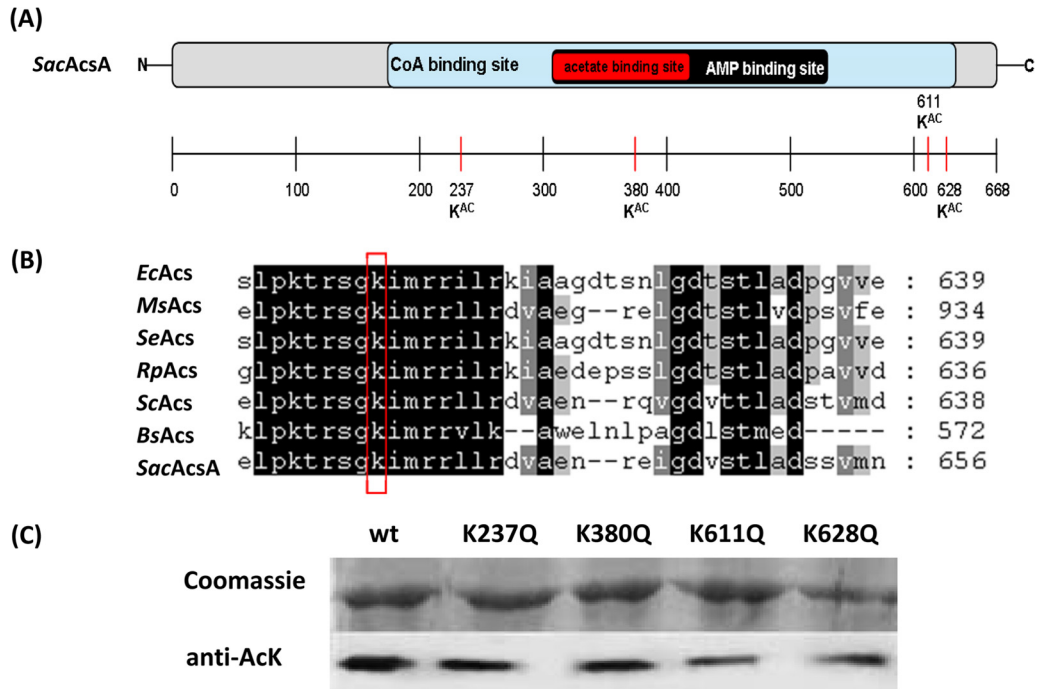 (A)
SacAcsA N C
CoA binding site acetate binding site AMP binding site
611
K^AC
0 100 200 237 300 380 400 500 600 628 668
K^AC K^AC K^AC
(B)
EcAcs slpktrsgkimrrilrkiaagdtsnlgdtstladpgvve : 639
MsAcs elpktrsgkimrrllrdvaeg--relgdtstlvdpsvfe : 934
SeAcs slpktrsgkimrrilrkiaagdtsnlgdtstladpgvve : 639
RpAcs glpktrsgkimrrilrkiaedepsslgdtstladpavvd : 636
ScAcs elpktrsgkimrrllrdvaen--rqvgdvttladstvmd : 638
BsAcs klpktrsgkimrrvlk--awelnlpagdlstmed----- : 572
SacAcsA elpktrsgkimrrllrdvaen--reigdvstladssvmn : 656
(C)
wt K237Q K380Q K611Q K628Q
Coomassie
anti-AcK